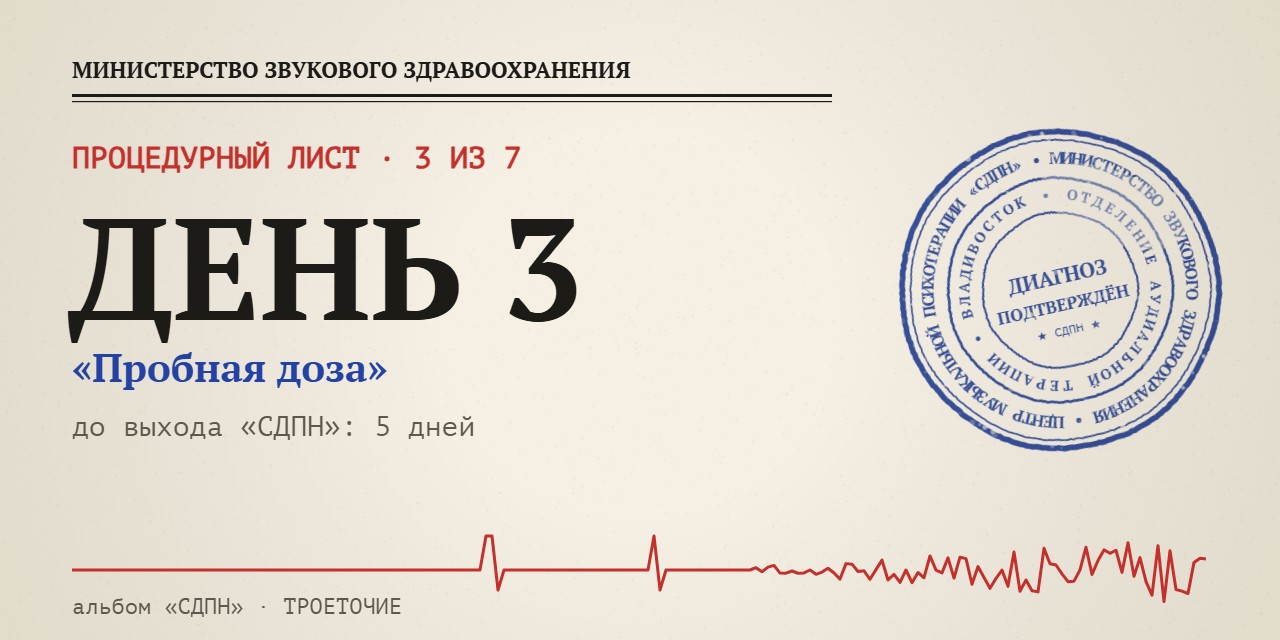 МИНИСТЕРСТВО ЗВУКОВОГО ЗДРАВООХРАНЕНИЯ
ПРОЦЕДУРНЫЙ ЛИСТ · 3 ИЗ 7
ДЕНЬ 3
«Пробная доза»
до выхода «СДПН»: 5 дней
• МИНИСТЕРСТВО ЗВУКОВОГО ЗДРАВООХРАНЕНИЯ • ЦЕНТР МУЗЫКАЛЬНОЙ ПСИХОТЕРАПИИ «СДПН»
• ОТДЕЛЕНИЕ АУДИАЛЬНОЙ ТЕРАПИИ • ВЛАДИВОСТОК
ДИАГНОЗ
ПОДТВЕРЖДЁН
★ СДПН ★
альбом «СДПН» · ТРОЕТОЧИЕ